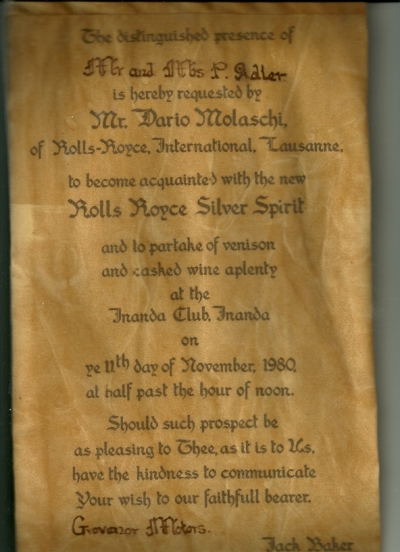 The distinguished presence of
Mr and Mrs P. Adler
is hereby requested by
Mr. Dario Molaschi,
of Rolls-Royce, International, Lausanne,
to become acquainted with the new
Rolls Royce Silver Spirit
and to partake of venison
and casked wine aplenty
at the
Inanda Club, Inanda
on
ye 11th day of November, 1980,
at half past the hour of noon.
Should such prospect be
as pleasing to Thee, as it is to Us,
have the kindness to communicate
Your wish to our faithfull bearer.
Grovenor Motors.
Jack Baker